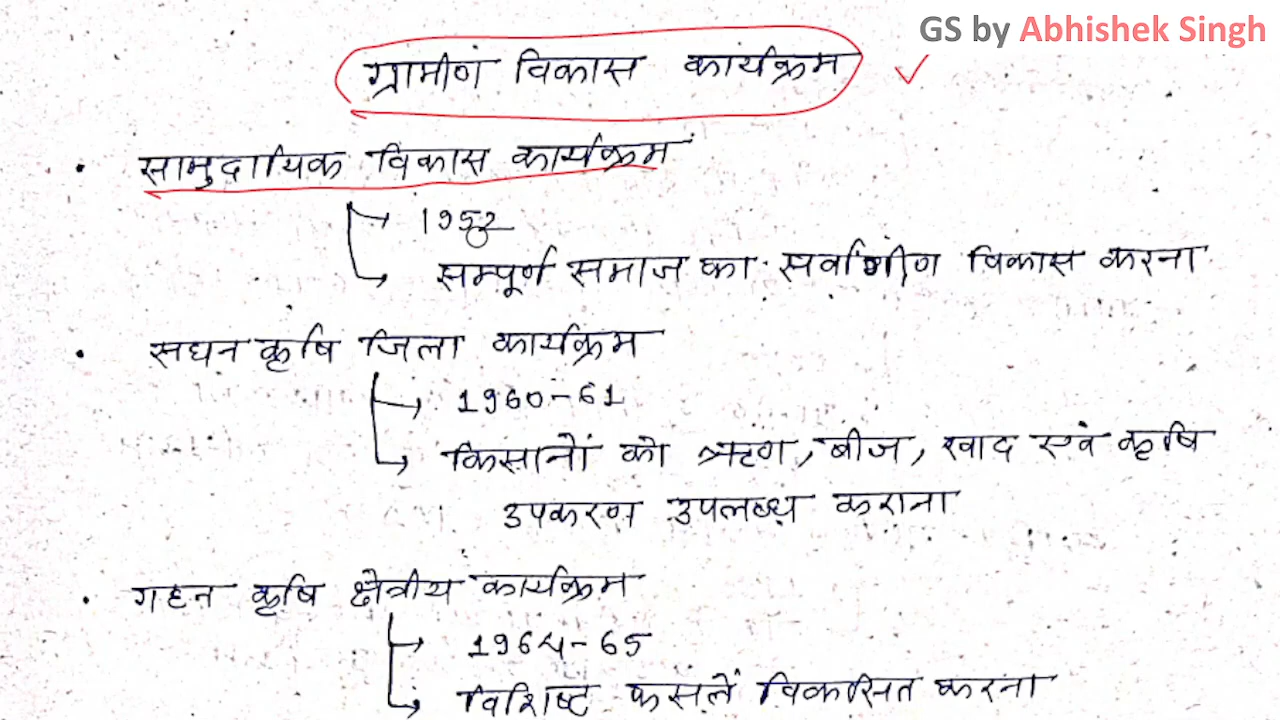 GS by Abhishek Singh
ग्रामीण विकास कार्यक्रम
• सामुदायिक विकास कार्यक्रम
1952
सम्पूर्ण समाज का सर्वांगीण विकास करना
• सघन कृषि जिला कार्यक्रम
1960-61
किसानों को ऋण, बीज, खाद एवं कृषि
उपकरण उपलब्ध कराना
• गहन कृषि क्षेत्रीय कार्यक्रम
1964-65
विशिष्ट फसलें विकसित करना